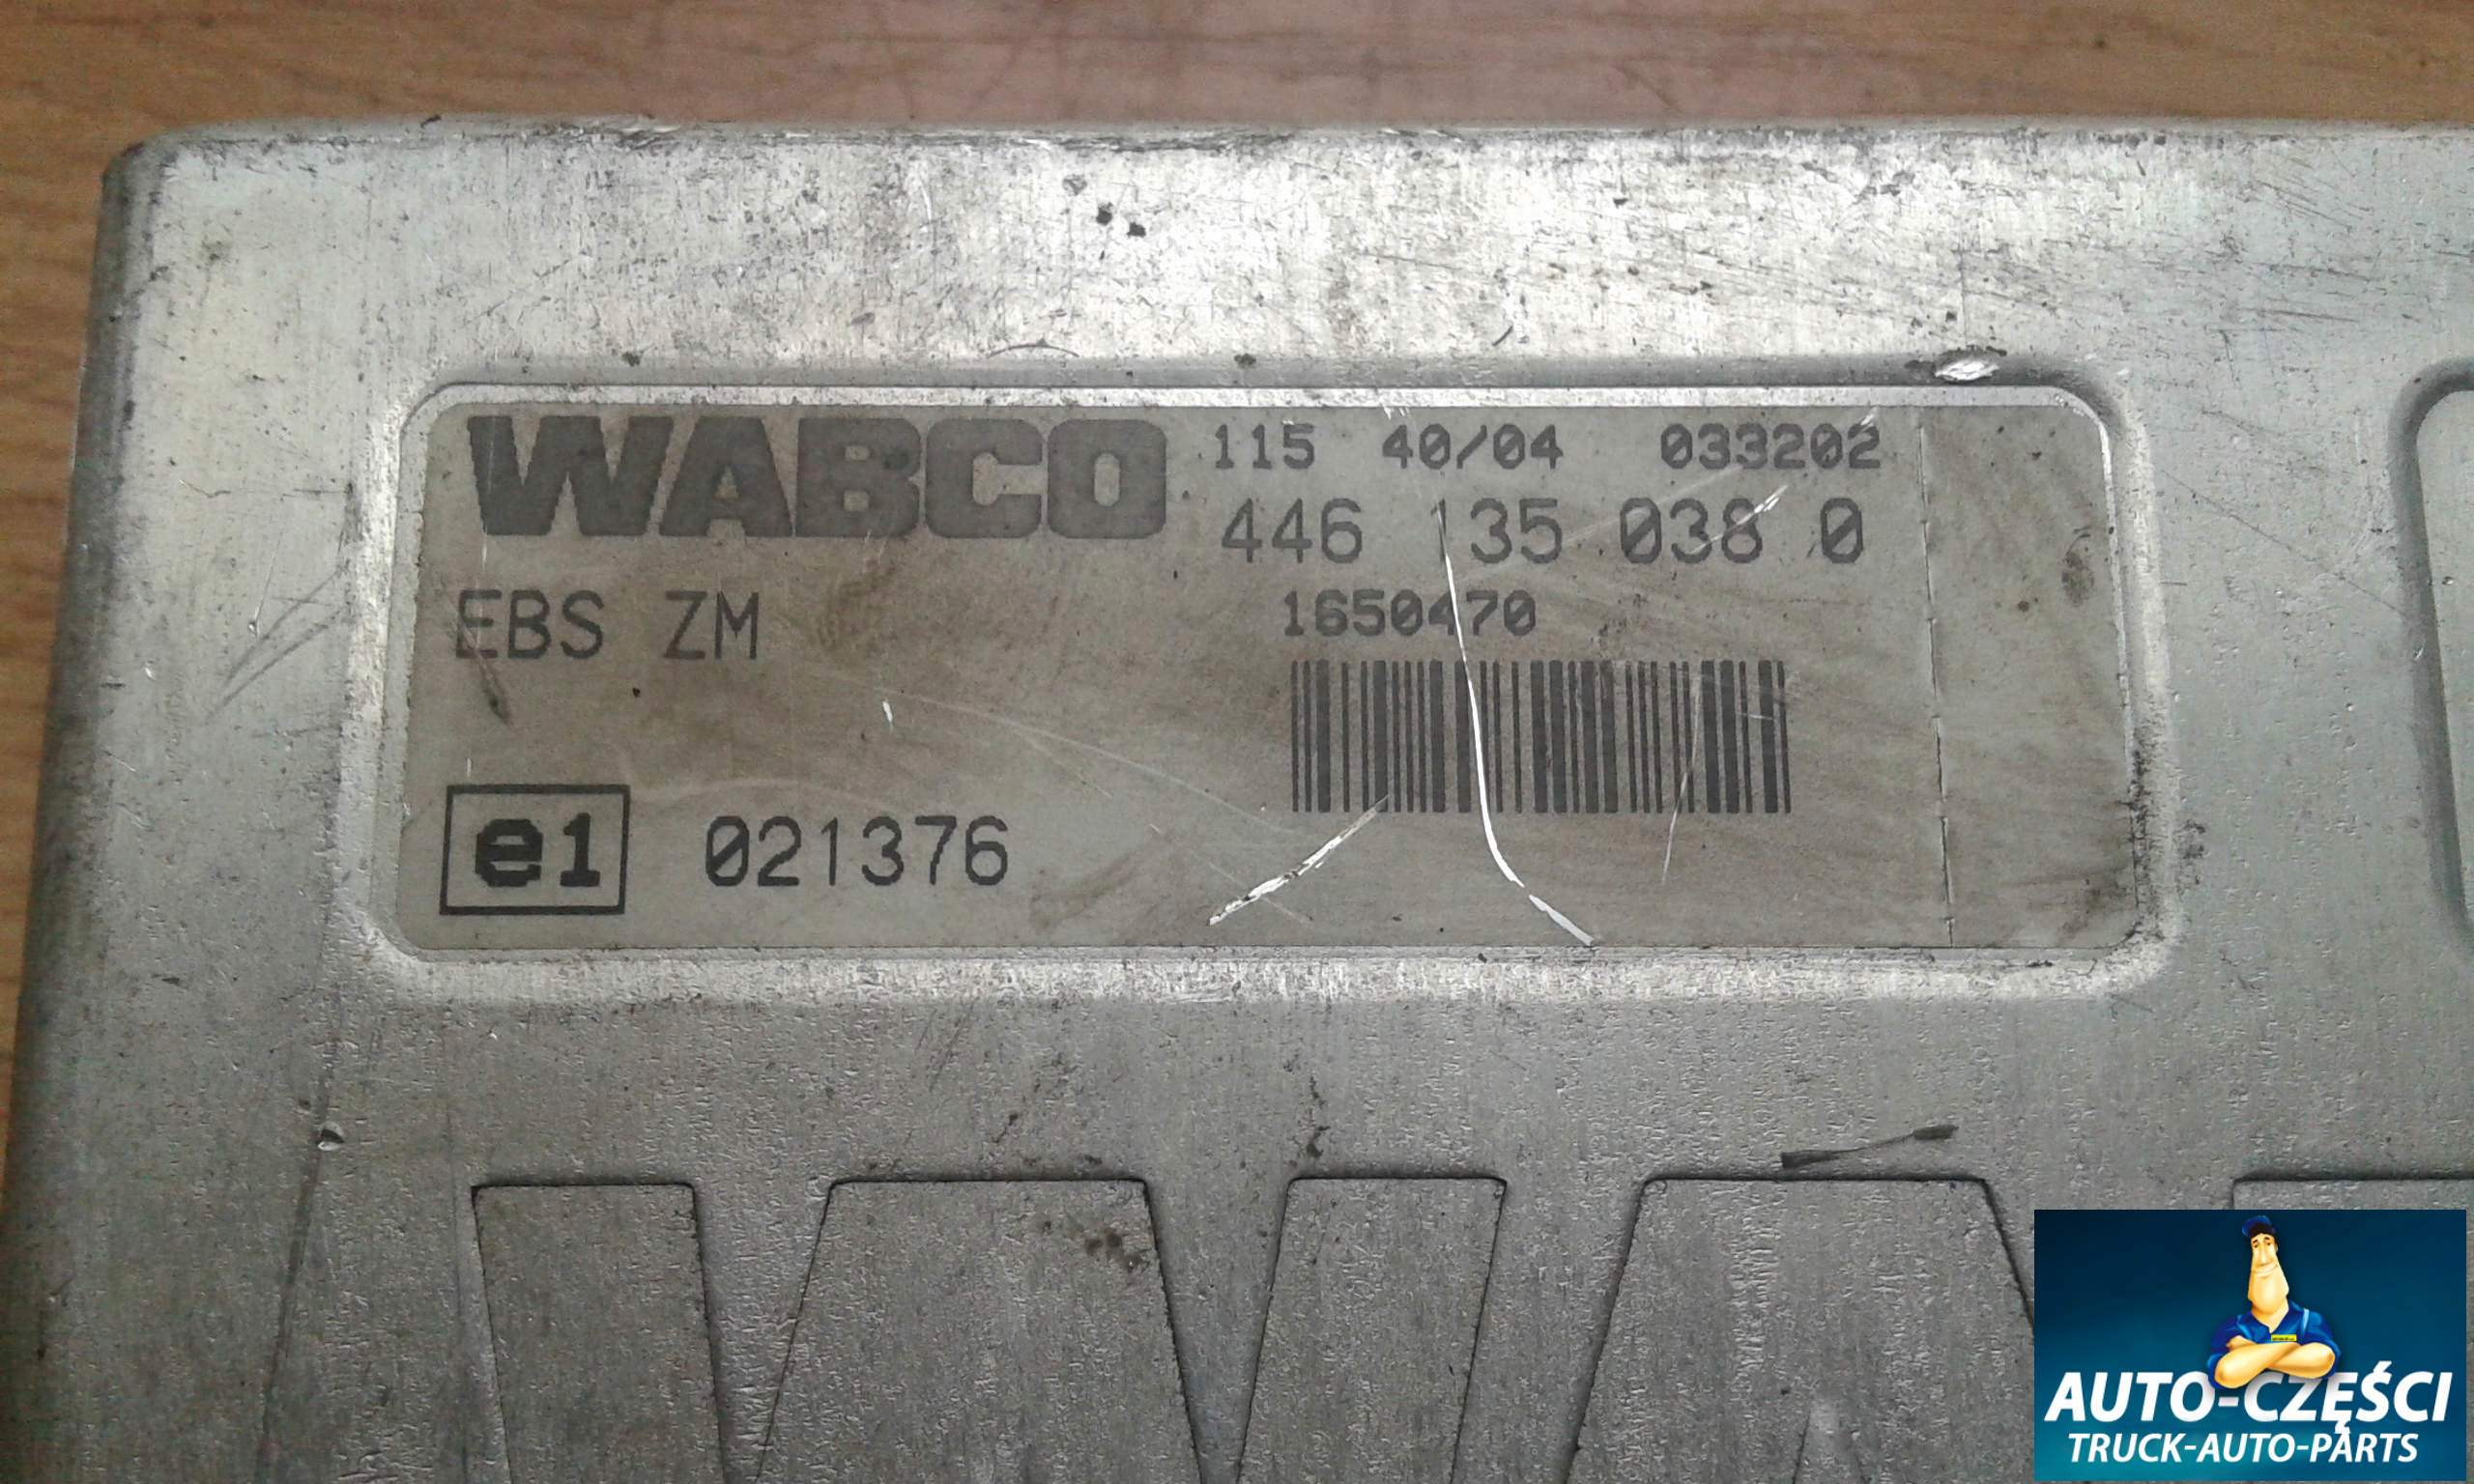 WABCO 115 40/04 033202
446 135 038 0
EBS ZM 1650470
e1 021376
AUTO-CZĘŚCI
TRUCK-AUTO-PARTS